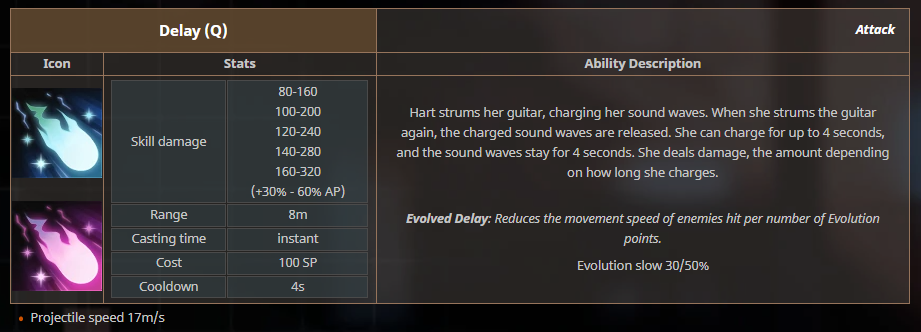 Delay (Q)
Attack
Icon
Stats
Ability Description
Skill damage
80-160
100-200
120-240
140-280
160-320
(+30% - 60% AP)
Range
8m
Casting time
instant
Cost
100 SP
Cooldown
4s
Hart strums her guitar, charging her sound waves. When she strums the guitar
again, the charged sound waves are released. She can charge for up to 4 seconds,
and the sound waves stay for 4 seconds. She deals damage, the amount depending
on how long she charges.
Evolved Delay: Reduces the movement speed of enemies hit per number of Evolution
points.
Evolution slow 30/50%
• Projectile speed 17m/s